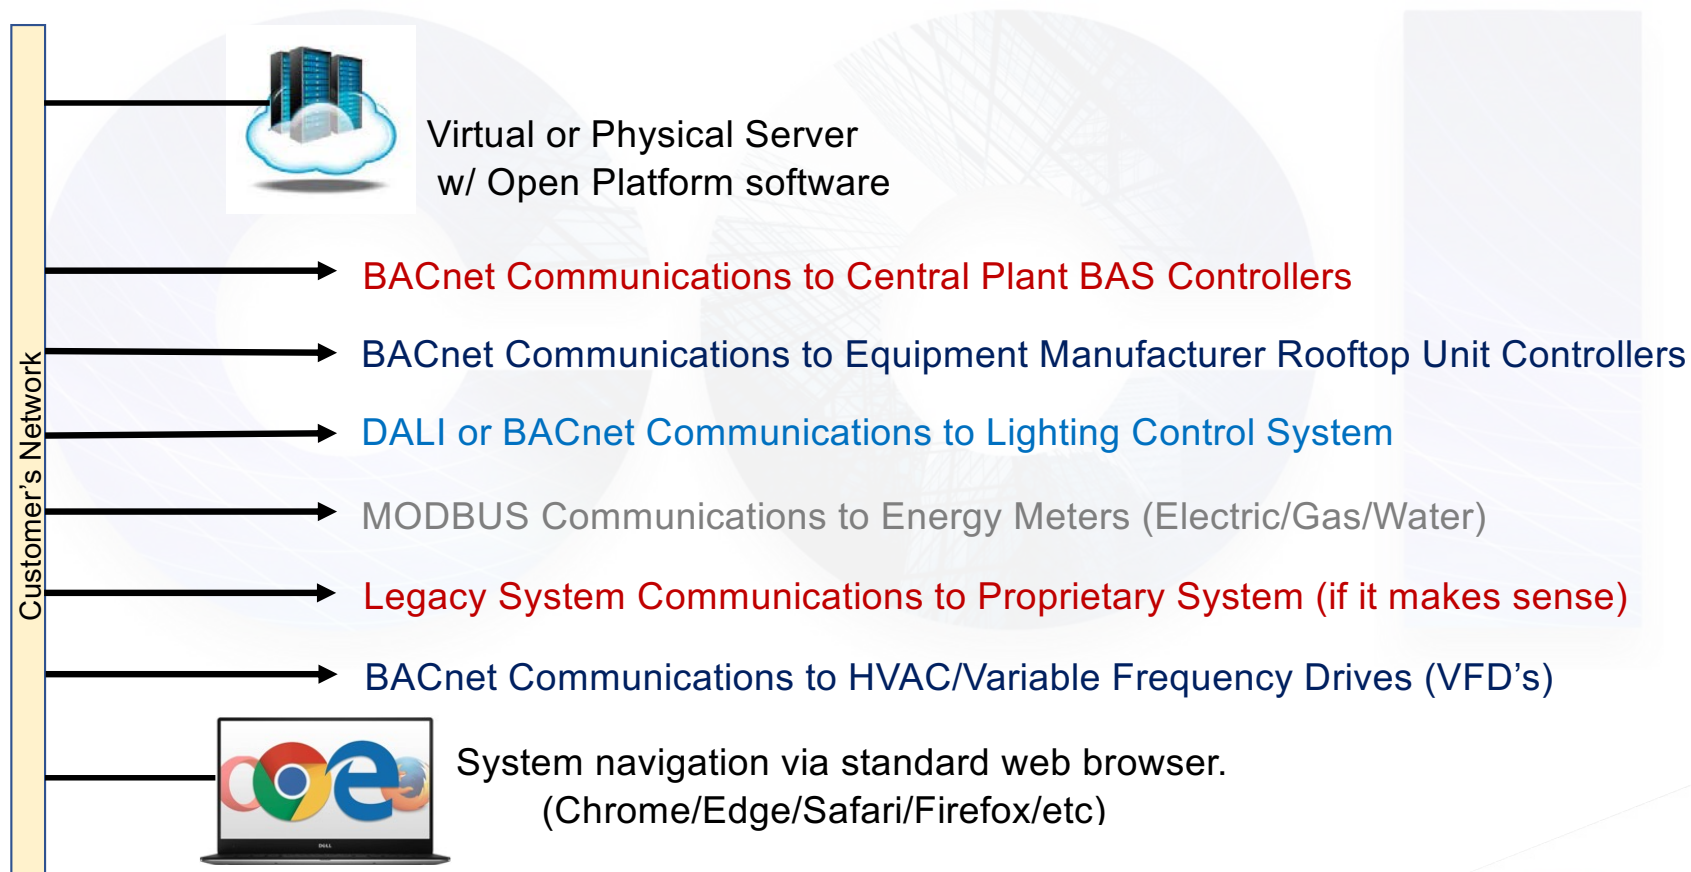 Customer's Network
Virtual or Physical Server
w/ Open Platform software
BACnet Communications to Central Plant BAS Controllers
BACnet Communications to Equipment Manufacturer Rooftop Unit Controllers
DALI or BACnet Communications to Lighting Control System
MODBUS Communications to Energy Meters (Electric/Gas/Water)
Legacy System Communications to Proprietary System (if it makes sense)
BACnet Communications to HVAC/Variable Frequency Drives (VFD's)
System navigation via standard web browser.
(Chrome/Edge/Safari/Firefox/etc)
DELL